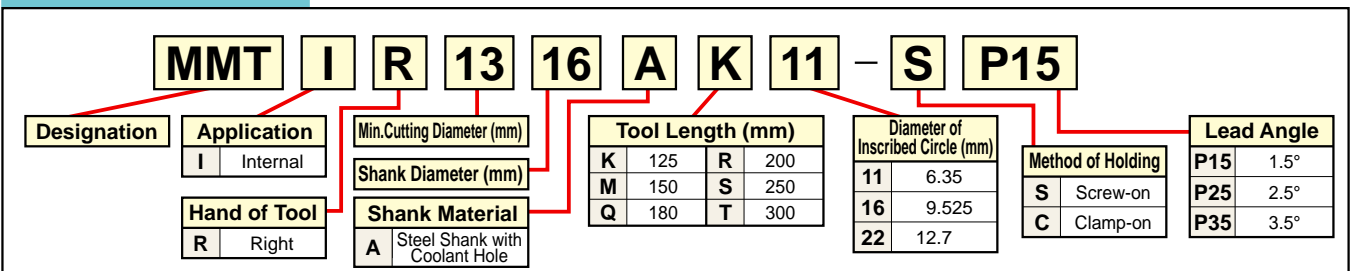 MMT I R 13 16 A K 11 – S P15
Designation
Application
I Internal
Hand of Tool
R Right
Min.Cutting Diameter (mm)
Shank Diameter (mm)
Shank Material
A Steel Shank with
Coolant Hole
Tool Length (mm)
K 125 R 200
M 150 S 250
Q 180 T 300
Diameter of
Inscribed Circle (mm)
11 6.35
16 9.525
22 12.7
Method of Holding
S Screw-on
C Clamp-on
Lead Angle
P15 1.5°
P25 2.5°
P35 3.5°